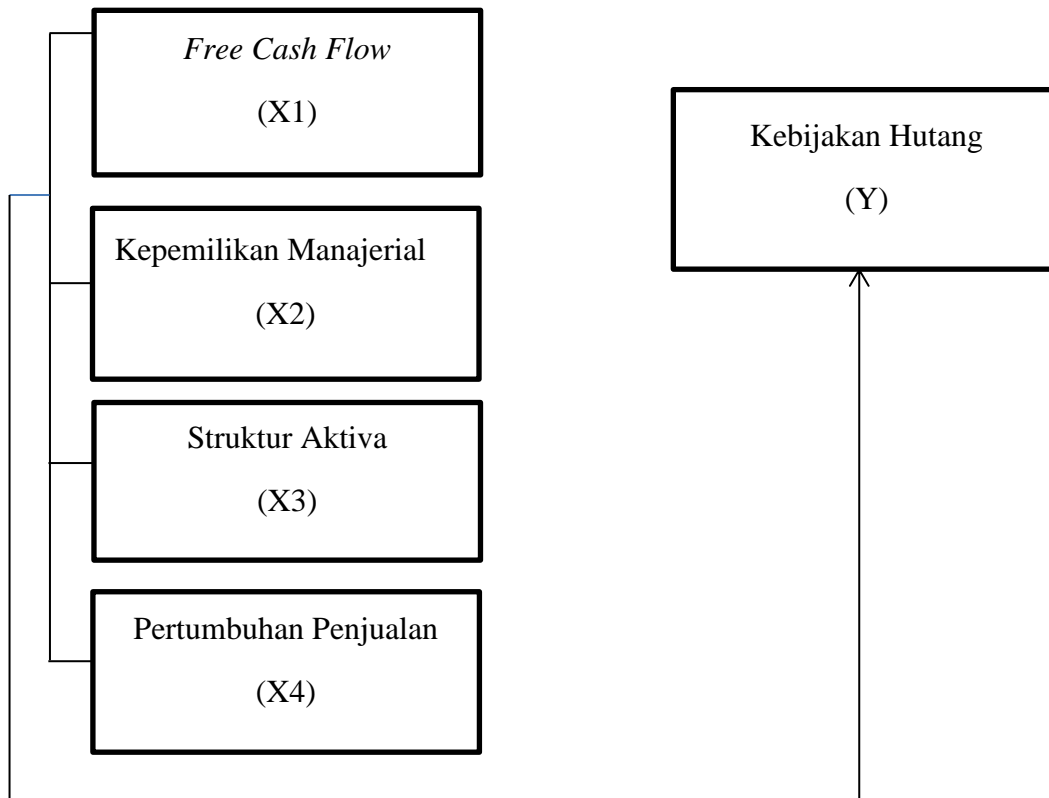 Free Cash Flow
(X1)
Kebijakan Hutang
(Y)
Kepemilikan Manajerial
(X2)
Struktur Aktiva
(X3)
Pertumbuhan Penjualan
(X4)